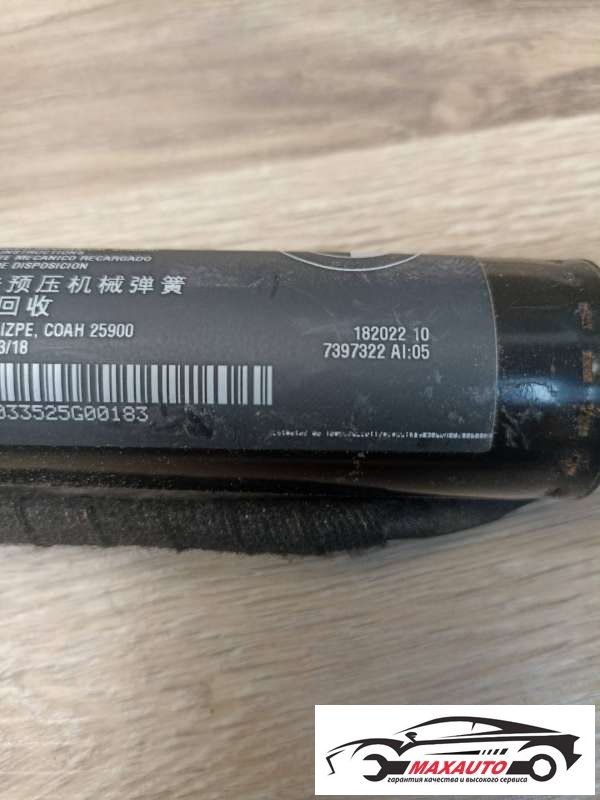 TE MECANICO RECARGADO
DE DISPOSICION
预压机械弹簧
回收
IZPE, COAH 25900
3/18
182022 10
7397322 AI:05
033525G00183
MAXAUTO
гарантия качества и высокого сервиса